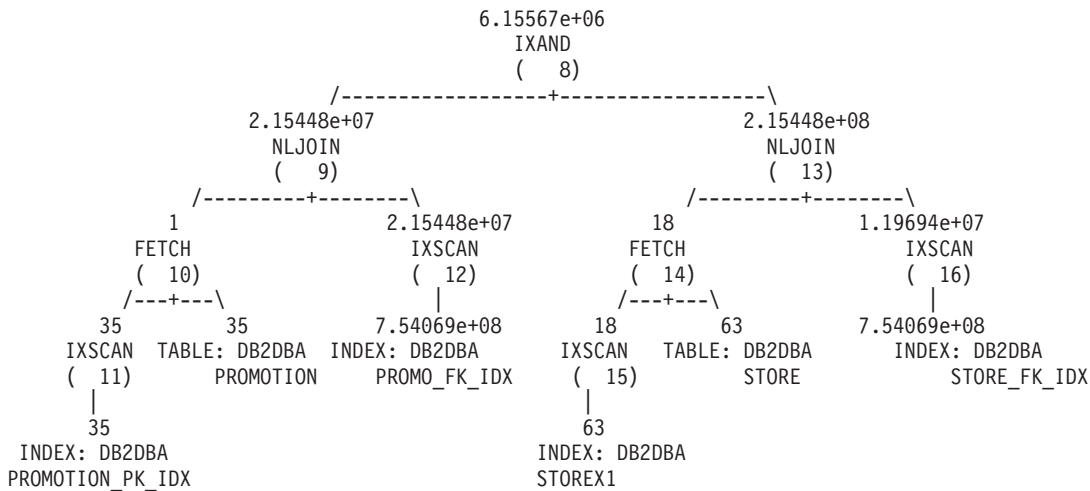 6.15567e+06
IXAND
( 8)
/------------------+------------------\
2.15448e+07 2.15448e+08
NLJOIN NLJOIN
( 9) ( 13)
/---------+--------\ /---------+--------\
1 2.15448e+07 18 1.19694e+07
FETCH IXSCAN FETCH IXSCAN
( 10) ( 12) ( 14) ( 16)
/---+---\ | /---+---\ |
35 35 7.54069e+08 18 63 7.54069e+08
IXSCAN TABLE: DB2DBA INDEX: DB2DBA IXSCAN TABLE: DB2DBA INDEX: DB2DBA
( 11) PROMOTION PROMO_FK_IDX ( 15) STORE STORE_FK_IDX
| |
35 63
INDEX: DB2DBA INDEX: DB2DBA
PROMOTION_PK_IDX STOREX1